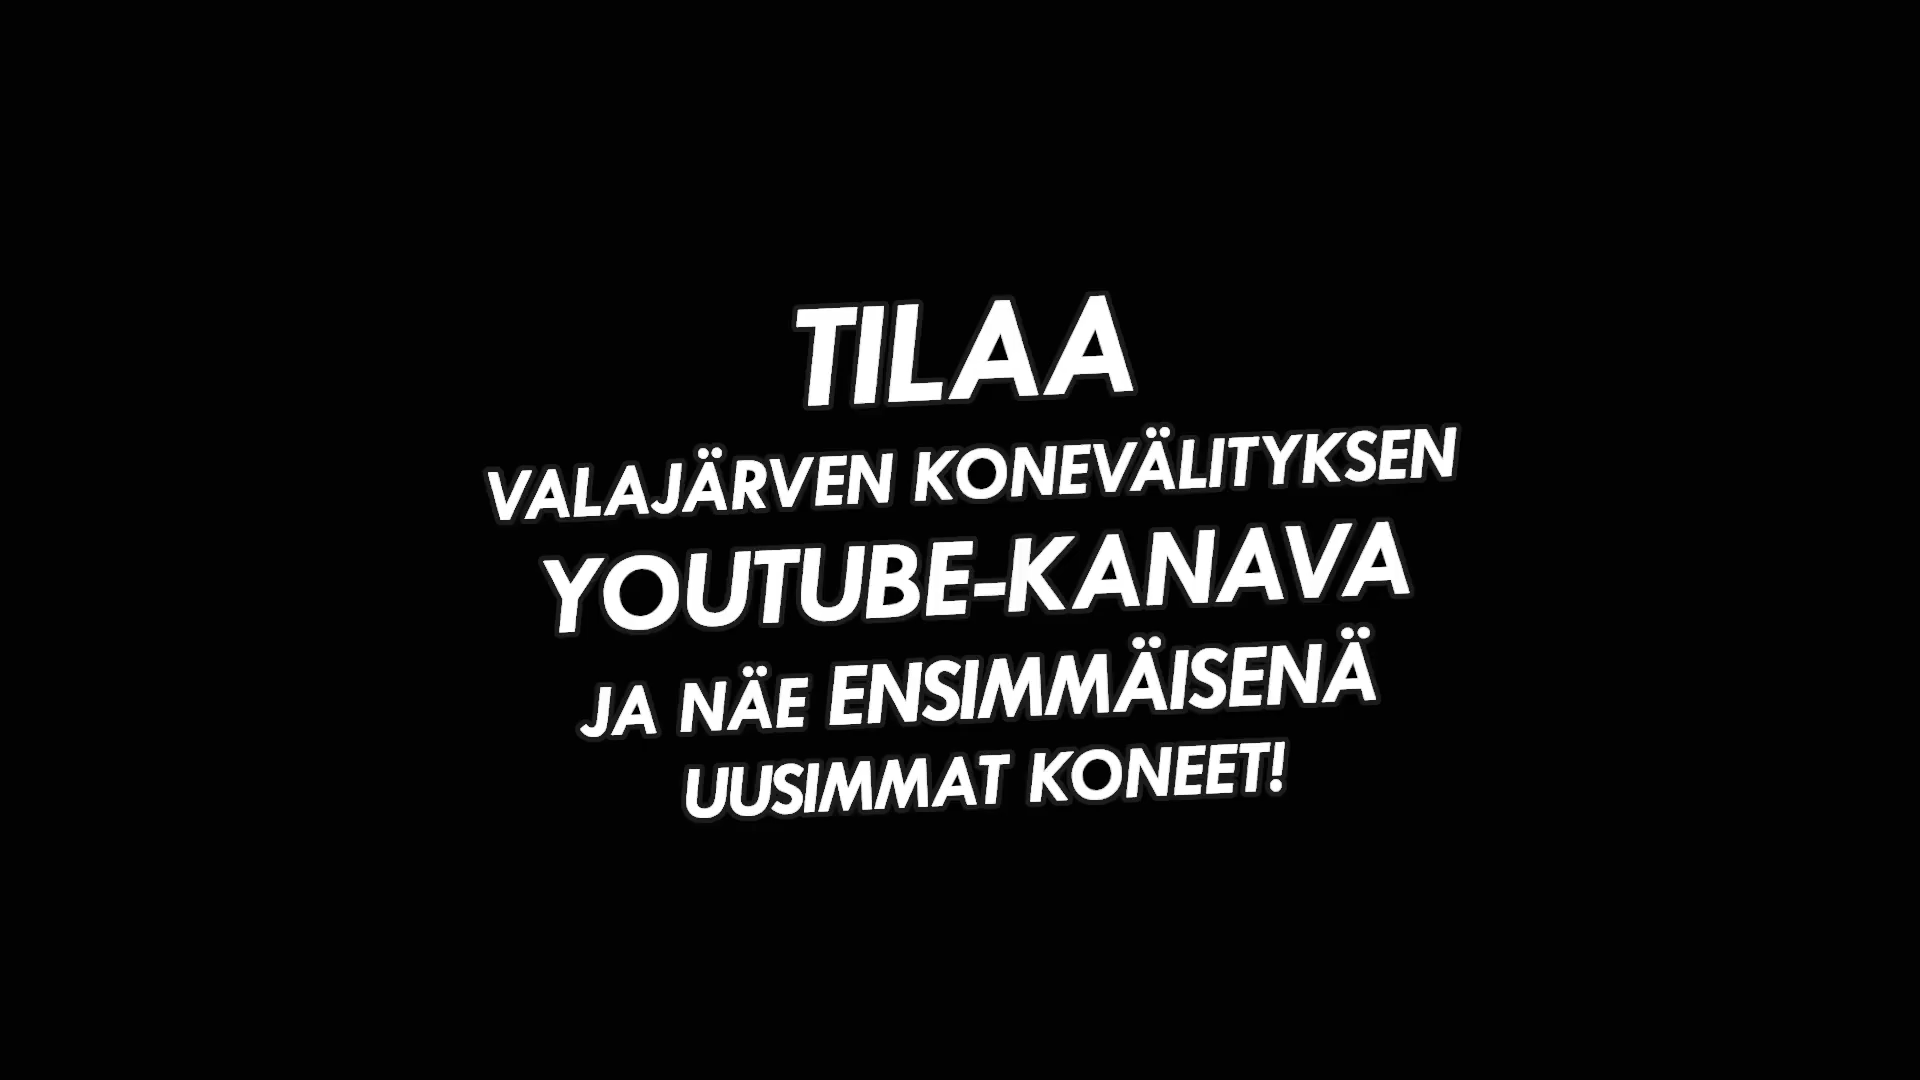 TILAA
VALAJÄRVEN KONEVÄLITYKSEN
YOUTUBE-KANAVA
JA NÄE ENSIMMÄISENÄ
UUSIMMAT KONEET!